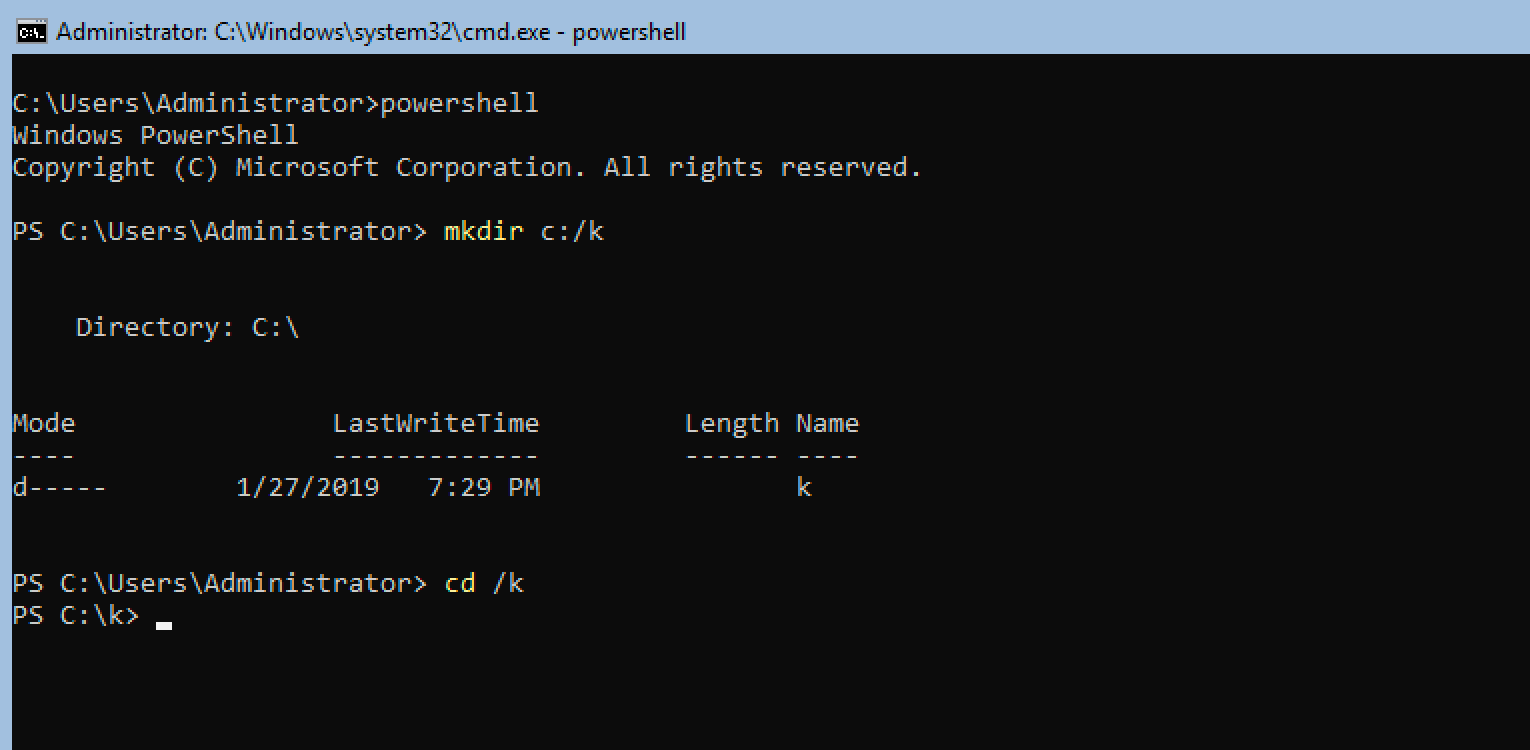 Administrator: C:\Windows\system32\cmd.exe - powershell
C:\Users\Administrator>powershell
Windows PowerShell
Copyright (C) Microsoft Corporation. All rights reserved.
PS C:\Users\Administrator> mkdir c:/k
Directory: C:\
Mode                LastWriteTime         Length Name
----                -------------         ------ ----
d-----        1/27/2019   7:29 PM                k
PS C:\Users\Administrator> cd /k
PS C:\k>